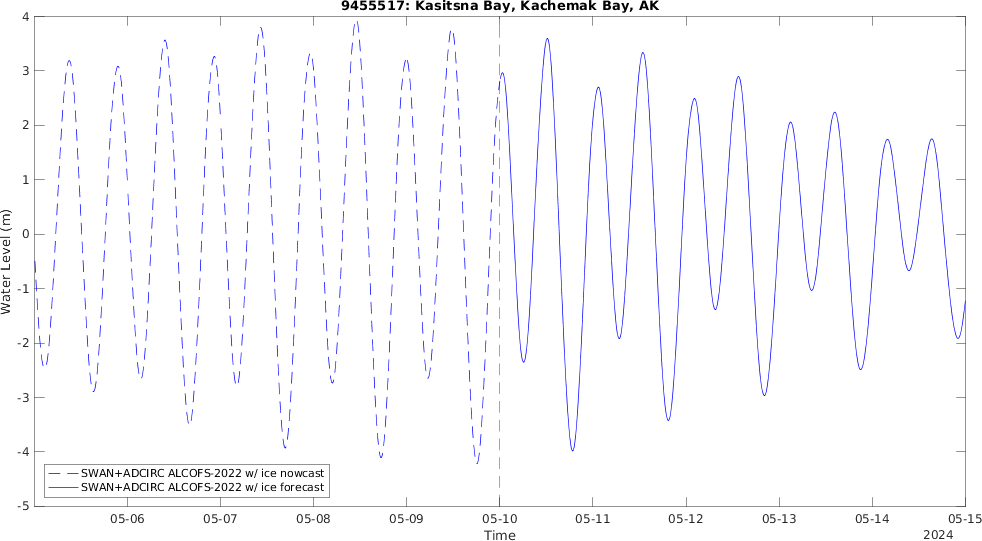 9455517: Kasitsna Bay, Kachemak Bay, AK
4
3
2
1
0
-1
-2
-3
-4
-5
Water Level (m)
SWAN+ADCIRC ALCOFS-2022 w/ ice nowcast
SWAN+ADCIRC ALCOFS-2022 w/ ice forecast
05-06 05-07 05-08 05-09 05-10 05-11 05-12 05-13 05-14 05-15
Time
2024